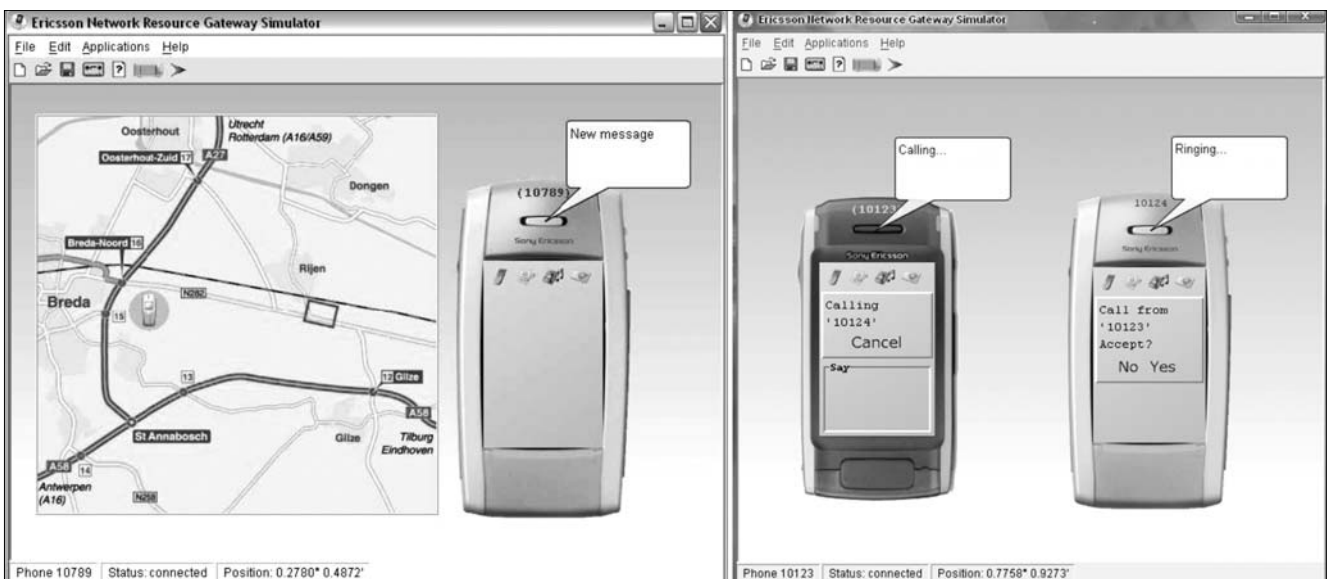 Ericsson Network Resource Gateway Simulator
File Edit Applications Help
Oosterhout
Utrecht
Rotterdam (A16/A59)
Oosterhout-Zuid 17
A27
Dongen
Breda-Noord 16
Rijen
Breda
N282
15
13
12 Gilze
A58
St Annabosch
Gilze
Tilburg
Eindhoven
A58
14
Antwerpen
(A16)
N258
New message
(10789)
Sony Ericsson
Phone 10789 Status: connected Position: 0.2780° 0.4872'
Ericsson Network Resource Gateway Simulator
File Edit Applications Help
Calling...
(10123
Sony Ericsson
Calling
'10124'
Cancel
Say
Ringing...
10124
Sony Ericsson
Call from
'10123'
Accept?
No Yes
Phone 10123 Status: connected Position: 0.7758° 0.9273'